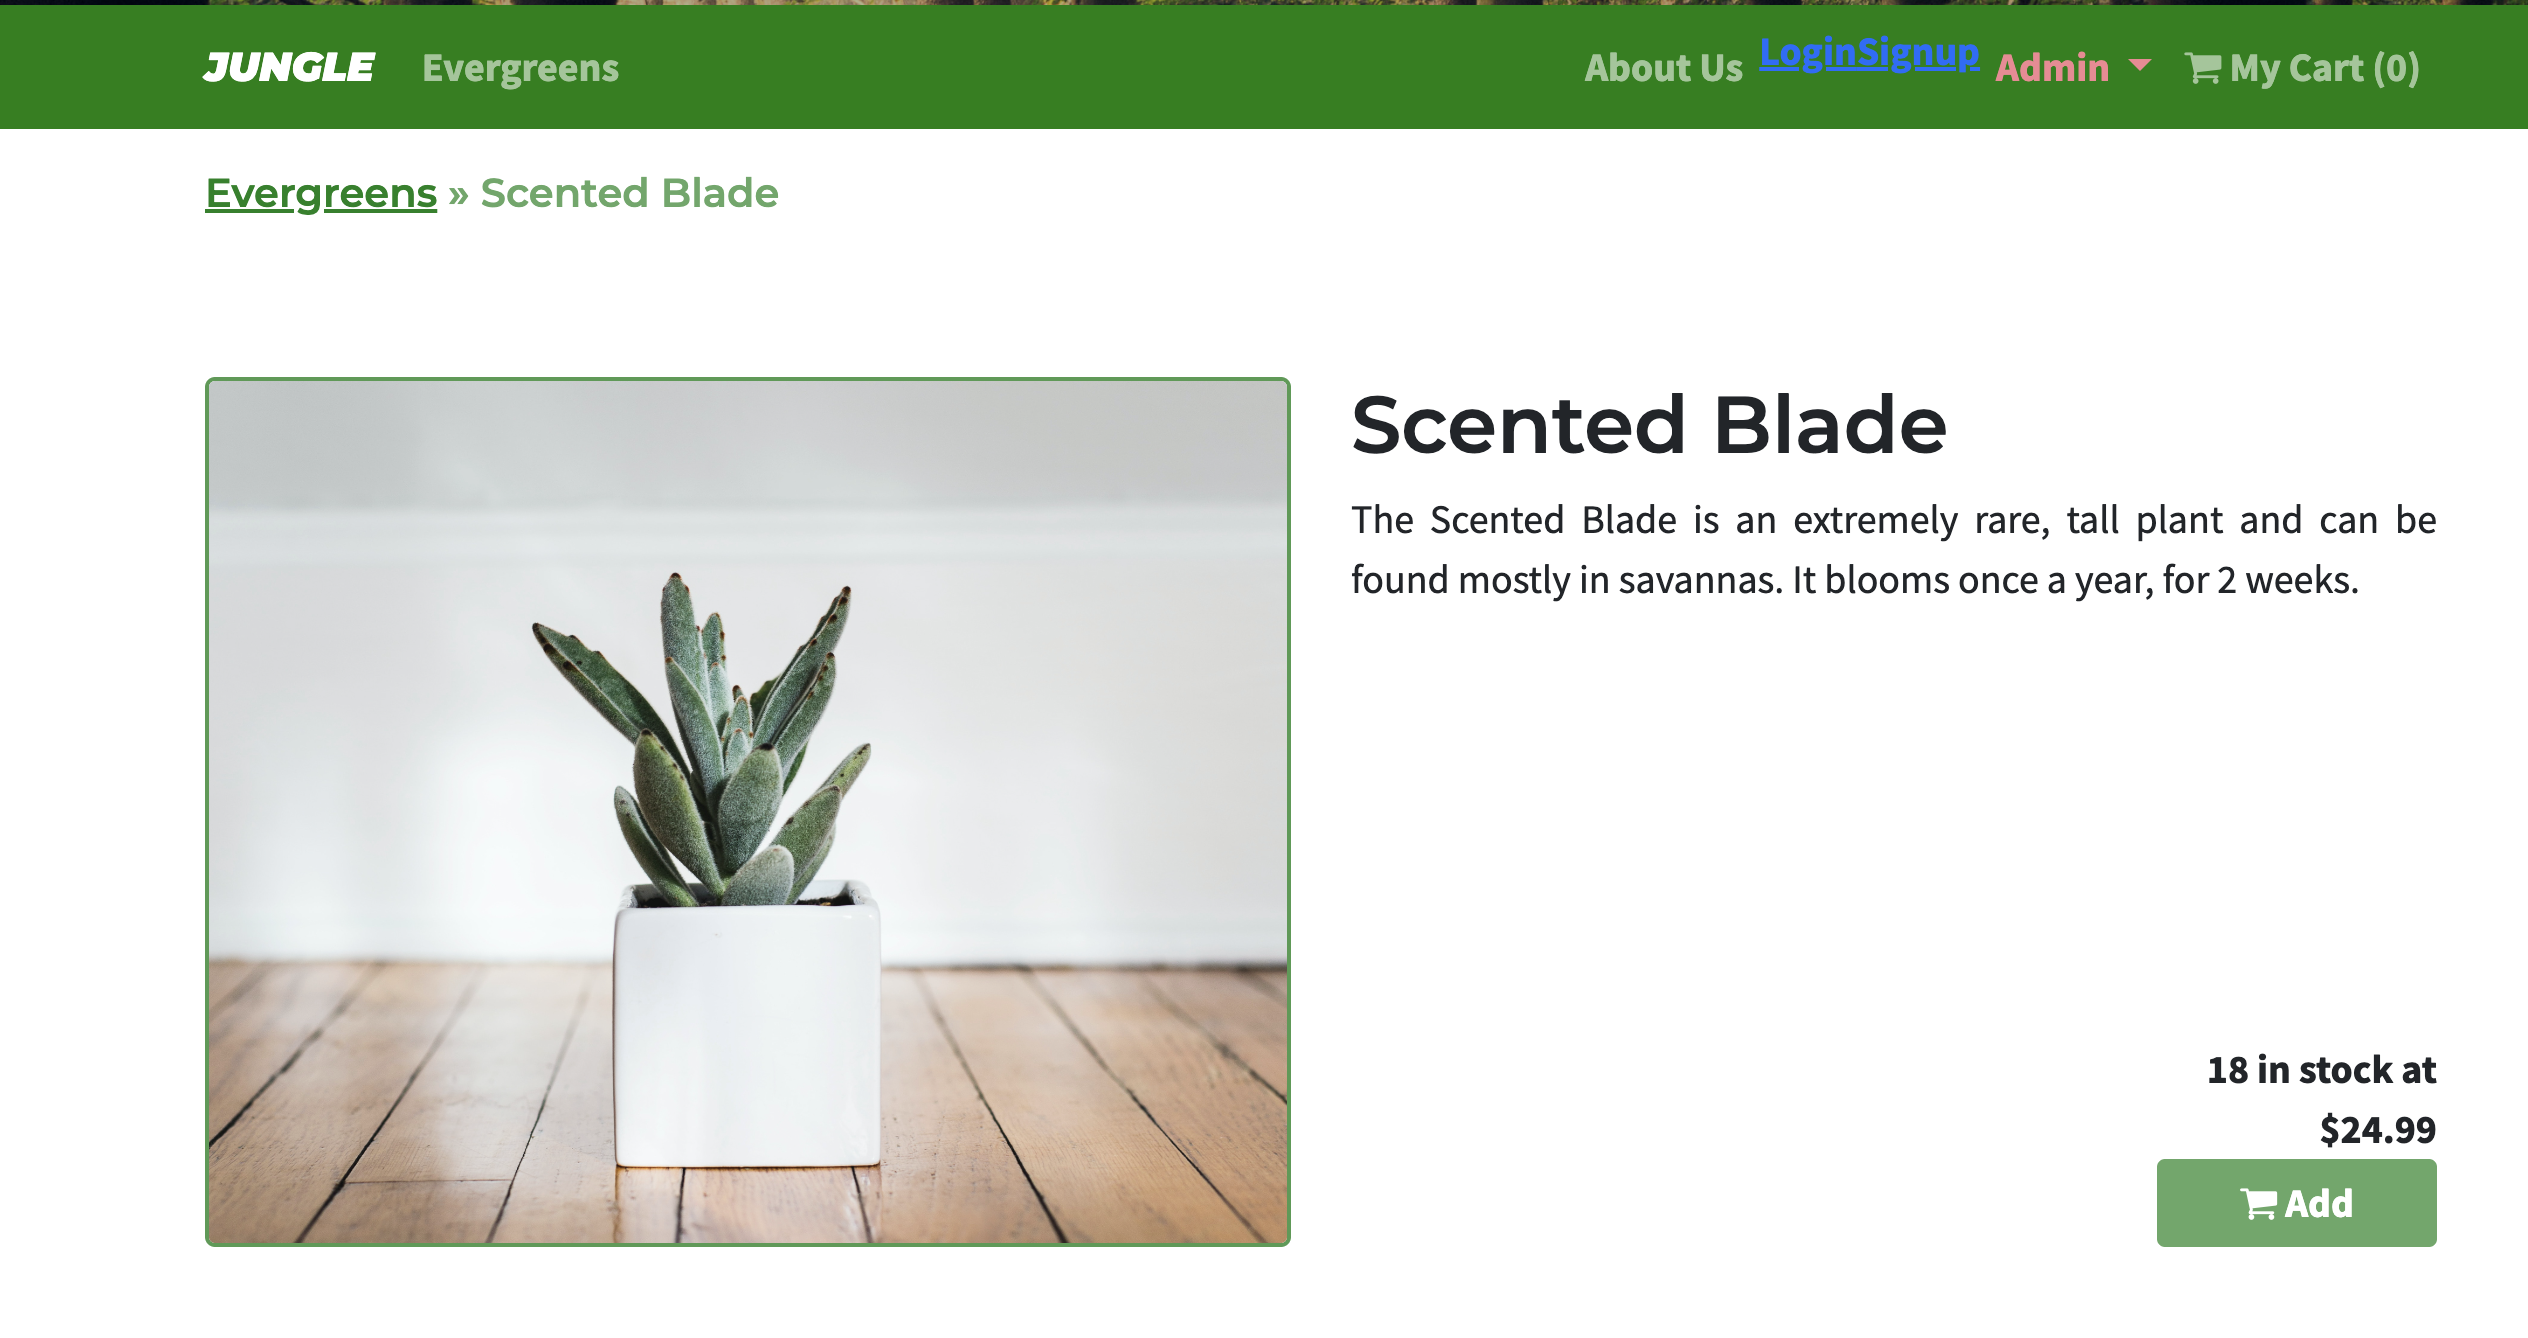 JUNGLE Evergreens About Us LoginSignup Admin My Cart (0)
Evergreens » Scented Blade
Scented Blade
The Scented Blade is an extremely rare, tall plant and can be
found mostly in savannas. It blooms once a year, for 2 weeks.
18 in stock at
$24.99
Add